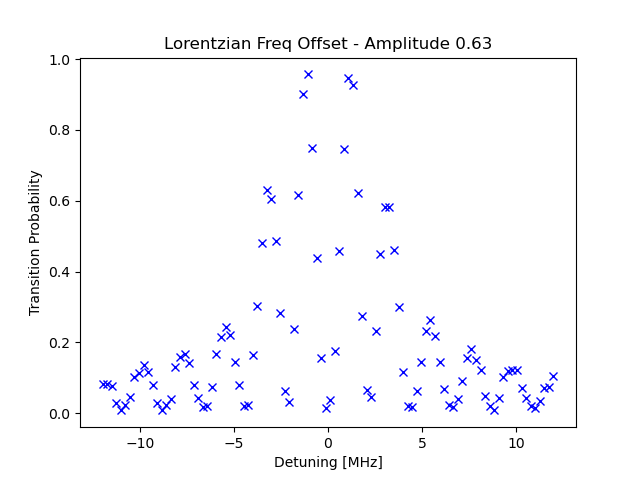 Lorentzian Freq Offset - Amplitude 0.63
1.0
0.8
0.6
0.4
0.2
0.0
Transition Probability
−10 −5 0 5 10
Detuning [MHz]